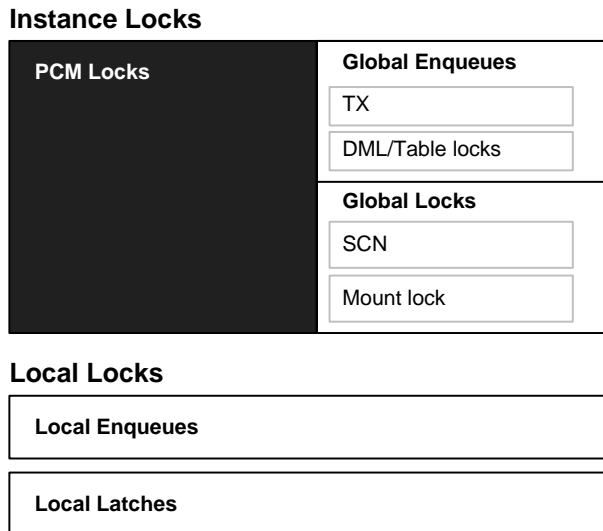 Instance Locks
PCM Locks
Global Enqueues
TX
DML/Table locks
Global Locks
SCN
Mount lock
Local Locks
Local Enqueues
Local Latches